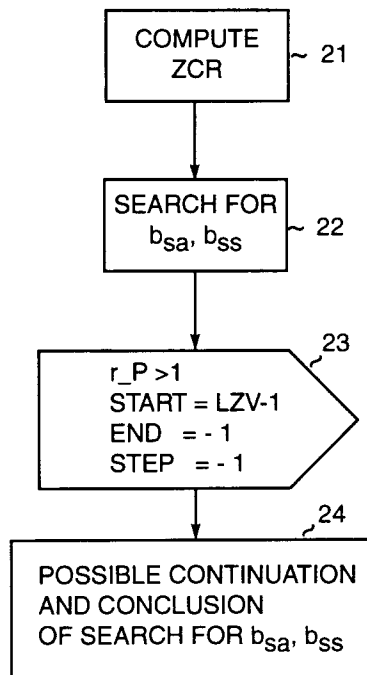 COMPUTE
ZCR
~ 21
SEARCH FOR
b_sa, b_ss
~ 22
23
r_P >1
START = LZV-1
END = - 1
STEP = - 1
24
POSSIBLE CONTINUATION
AND CONCLUSION
OF SEARCH FOR b_sa, b_ss